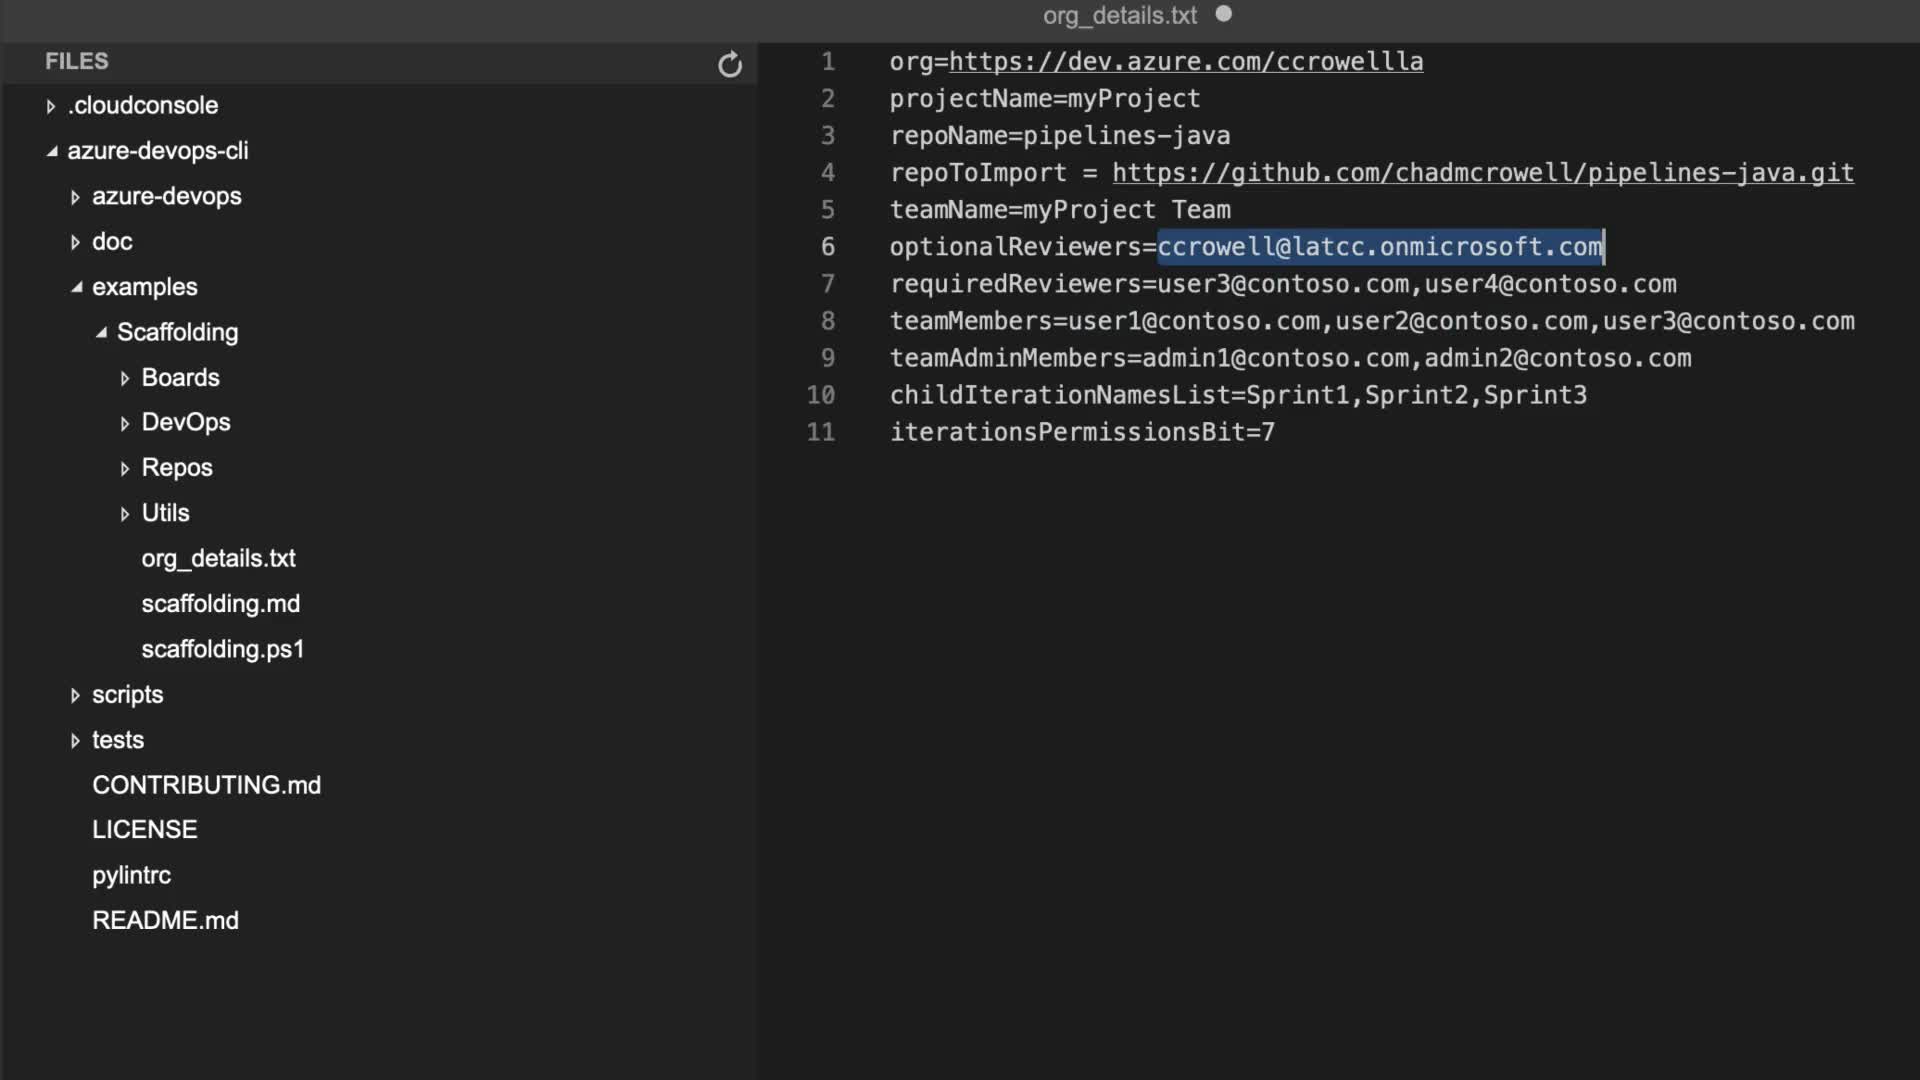 org_details.txt
FILES
.cloudconsole
azure-devops-cli
azure-devops
doc
examples
Scaffolding
Boards
DevOps
Repos
Utils
org_details.txt
scaffolding.md
scaffolding.ps1
scripts
tests
CONTRIBUTING.md
LICENSE
pylintrc
README.md
1 org=https://dev.azure.com/ccrowellla
2 projectName=myProject
3 repoName=pipelines-java
4 repoToImport = https://github.com/chadmcrowell/pipelines-java.git
5 teamName=myProject Team
6 optionalReviewers=ccrowell@latcc.onmicrosoft.com
7 requiredReviewers=user3@contoso.com,user4@contoso.com
8 teamMembers=user1@contoso.com,user2@contoso.com,user3@contoso.com
9 teamAdminMembers=admin1@contoso.com,admin2@contoso.com
10 childIterationNamesList=Sprint1,Sprint2,Sprint3
11 iterationsPermissionsBit=7